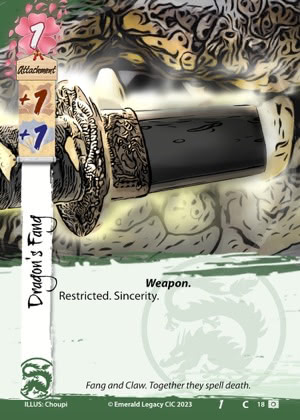 1
Attachment
+1
+1
Dragon's Fang
Weapon.
Restricted. Sincerity.
Fang and Claw. Together they spell death.
ILLUS: Choupi © Emerald Legacy CIC 2023 1 C 18